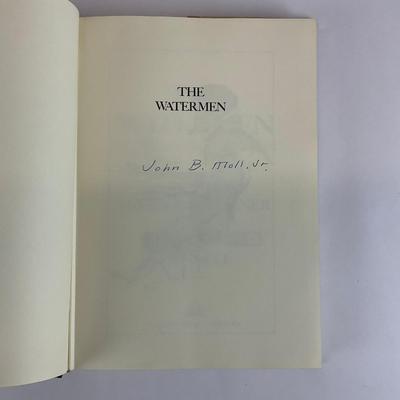 THE
WATERMEN
John B. Moll, Jr.